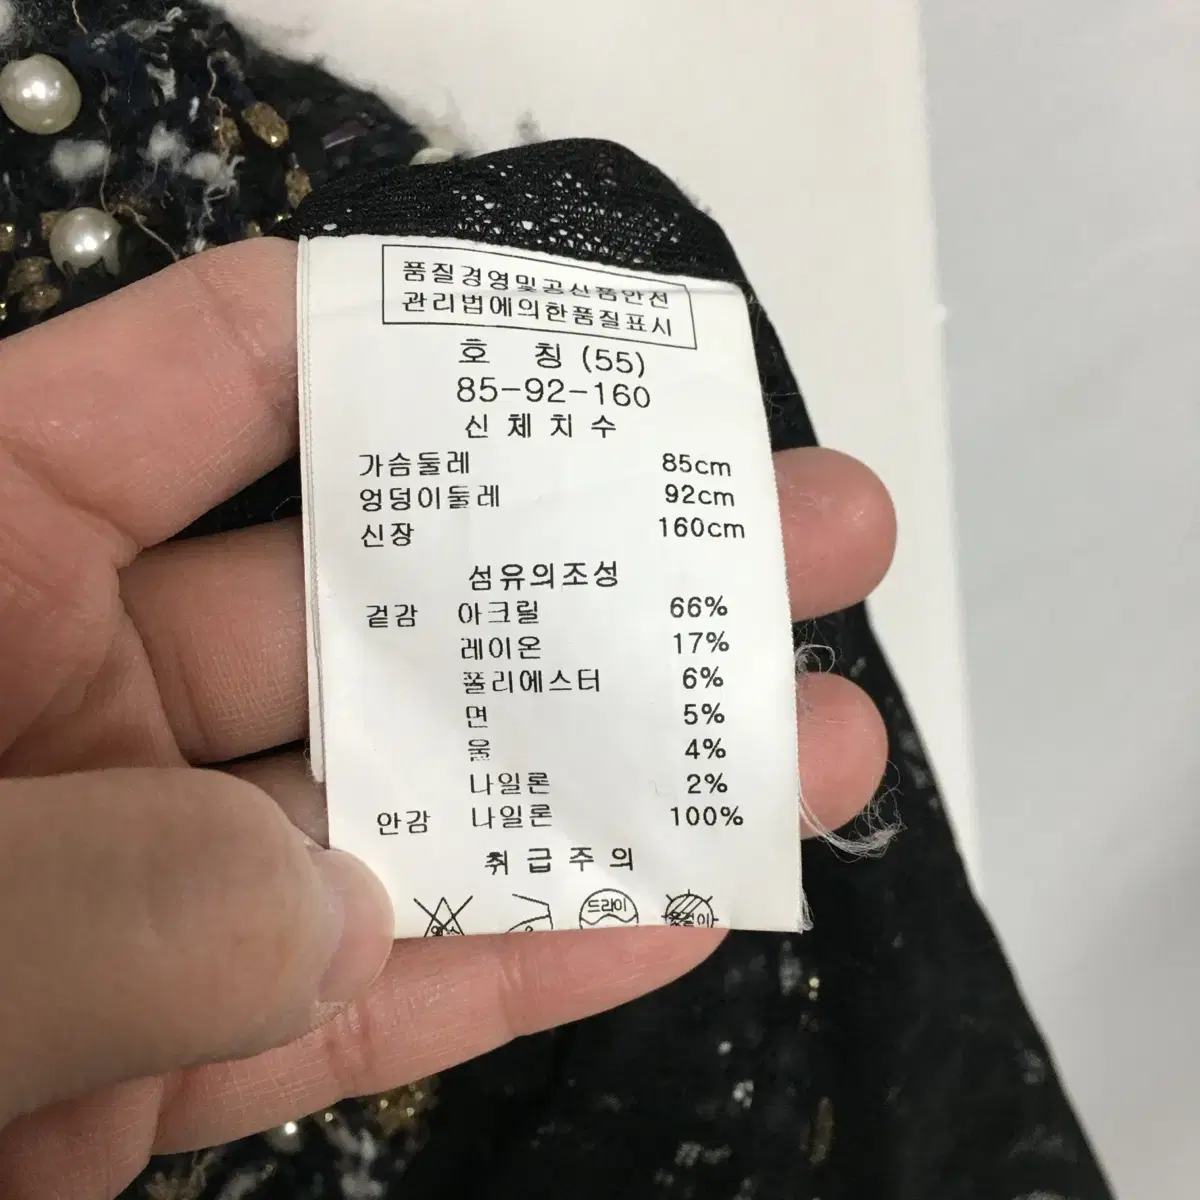 품질경영및공산품안전
관리법에의한품질표시
호 칭 (55)
85-92-160
신 체 치 수
가슴둘레 85cm
엉덩이둘레 92cm
신장 160cm
섬유의조성
겉감 아크릴 66%
레이온 17%
폴리에스터 6%
면 5%
울 4%
나일론 2%
안감 나일론 100%
취 급 주 의
드라이 옷걸이